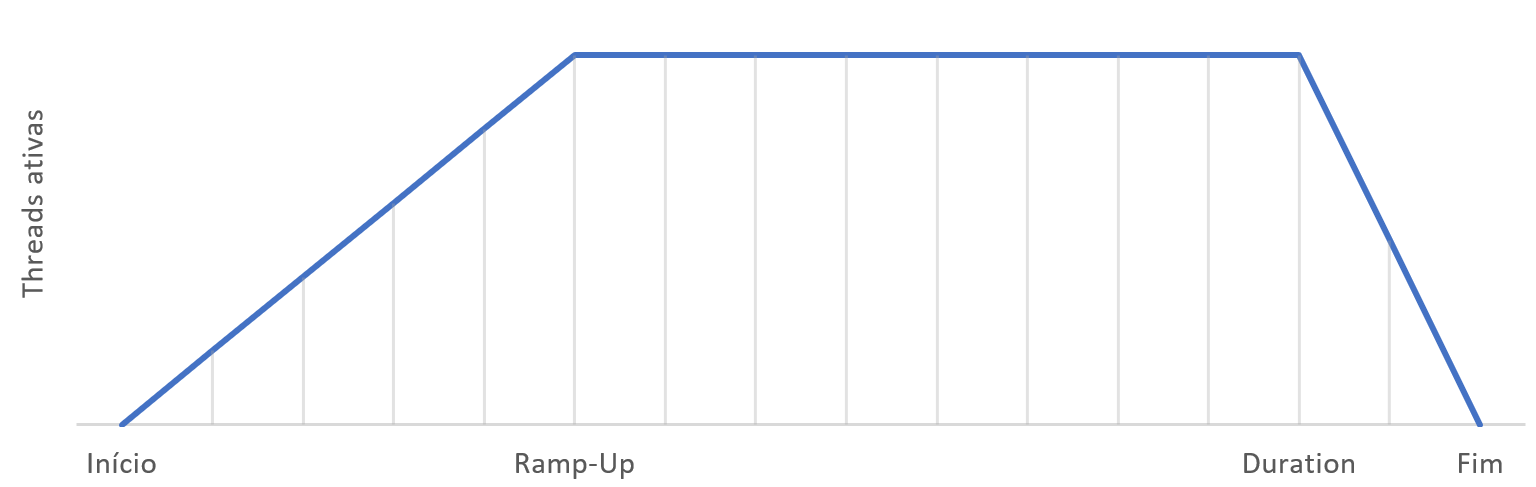 Threads ativas
Início
Ramp-Up
Duration
Fim